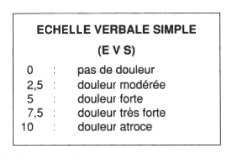 ECHELLE VERBALE SIMPLE
(E V S)
0 : pas de douleur
2,5 : douleur modérée
5 : douleur forte
7,5 : douleur très forte
10 : douleur atroce